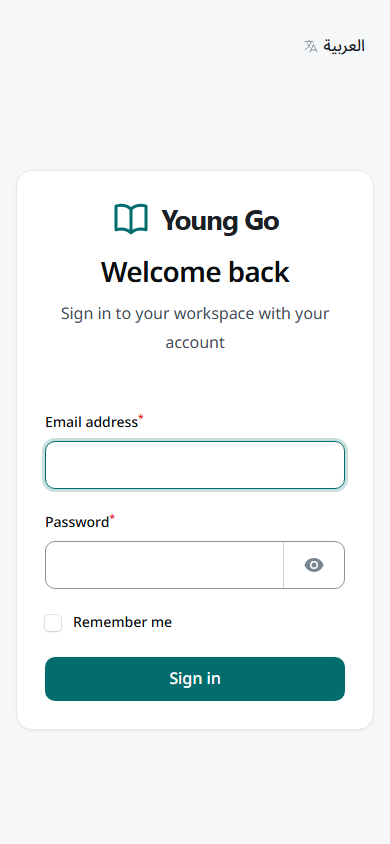 العربية
Young Go
Welcome back
Sign in to your workspace with your
account
Email address*
Password*
Remember me
Sign in